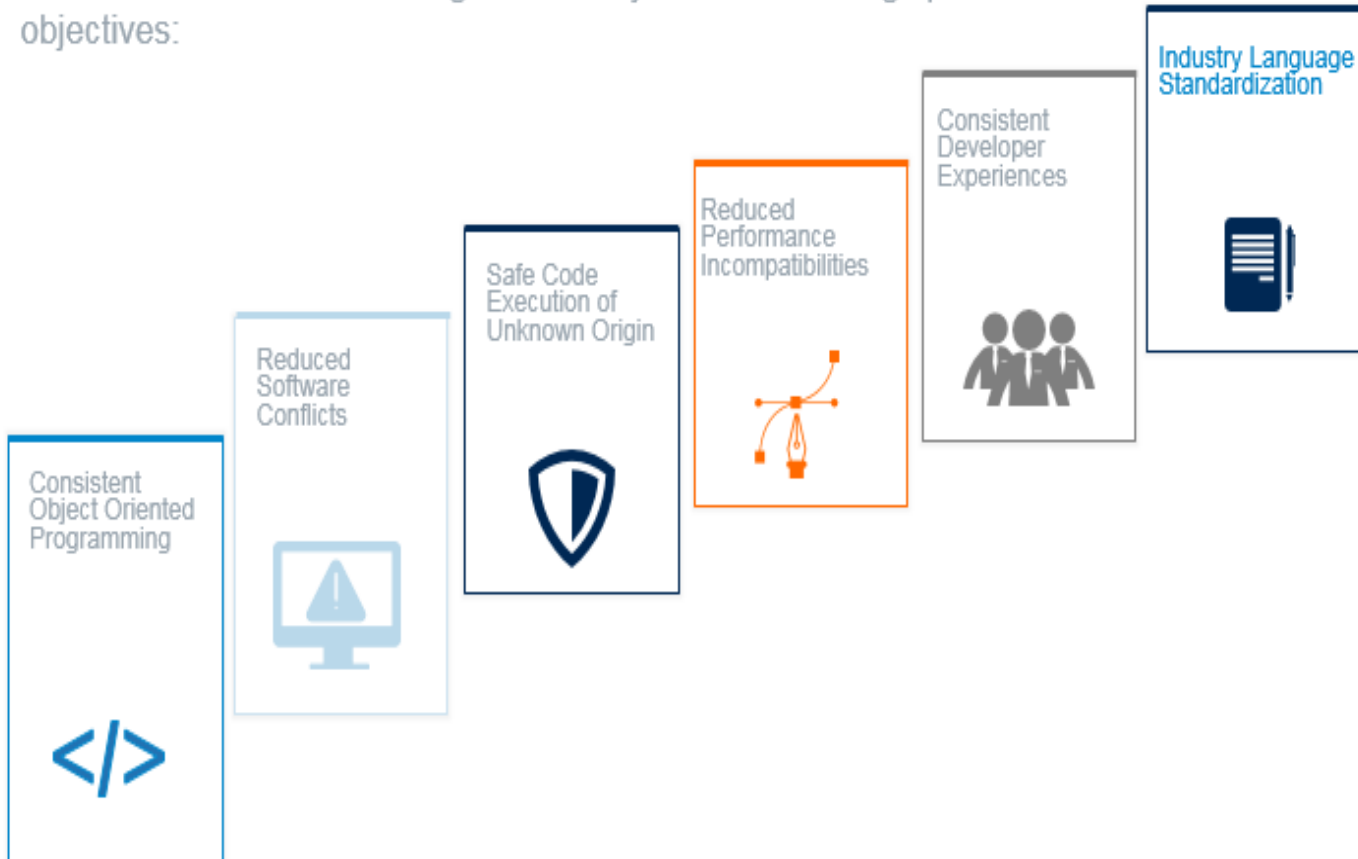 objectives:
Industry Language
Standardization
Consistent
Developer
Experiences
Reduced
Performance
Incompatibilities
Safe Code
Execution of
Unknown Origin
Reduced
Software
Conflicts
Consistent
Object Oriented
Programming